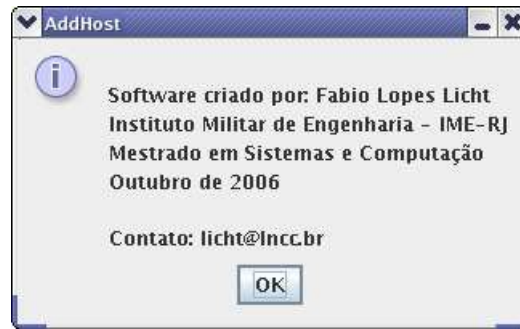 AddHost
Software criado por: Fabio Lopes Licht
Instituto Militar de Engenharia - IME-RJ
Mestrado em Sistemas e Computação
Outubro de 2006
Contato: licht@lncc.br
OK